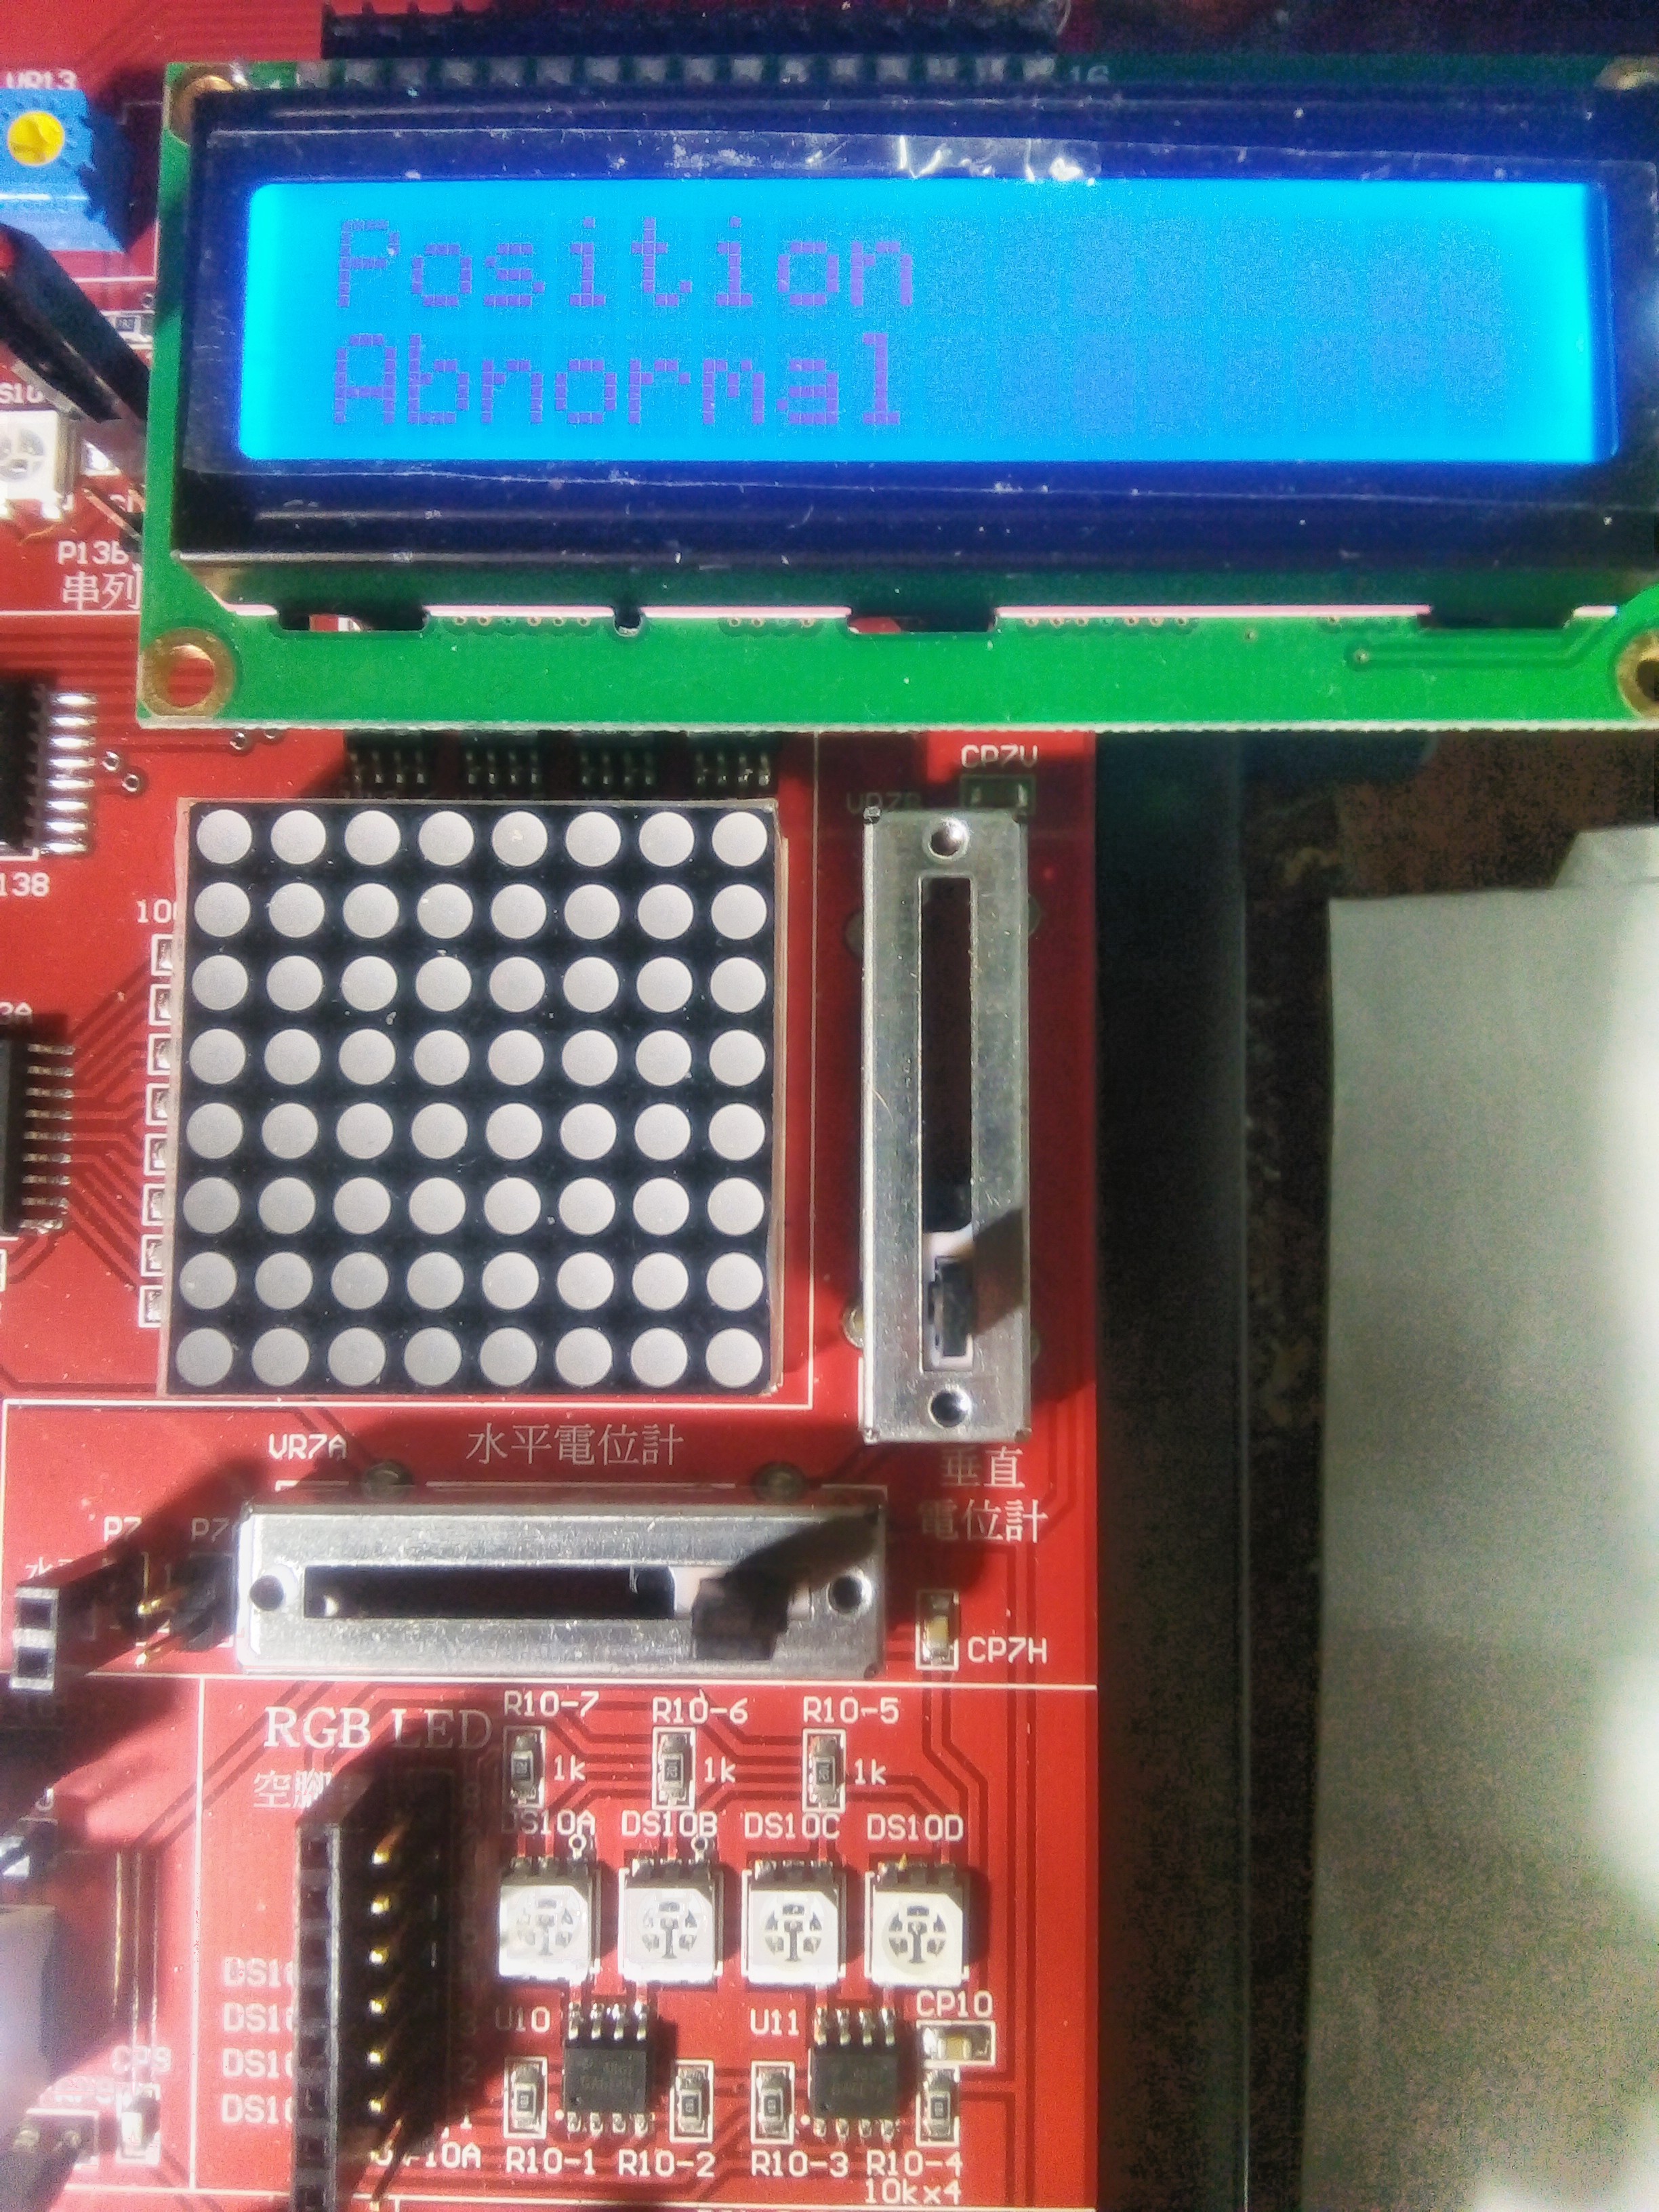 VR13
16
Position
Abnormal
P13B
串列
CP7V
138
VR7A
水平電位計
垂直
電位計
CP7H
RGB LED
R10-7
R10-6
R10-5
1k
1k
1k
DS10A
DS10B
DS10C
DS10D
U10
U11
CP10
R10-1
R10-2
R10-3
R10-4
10kx4